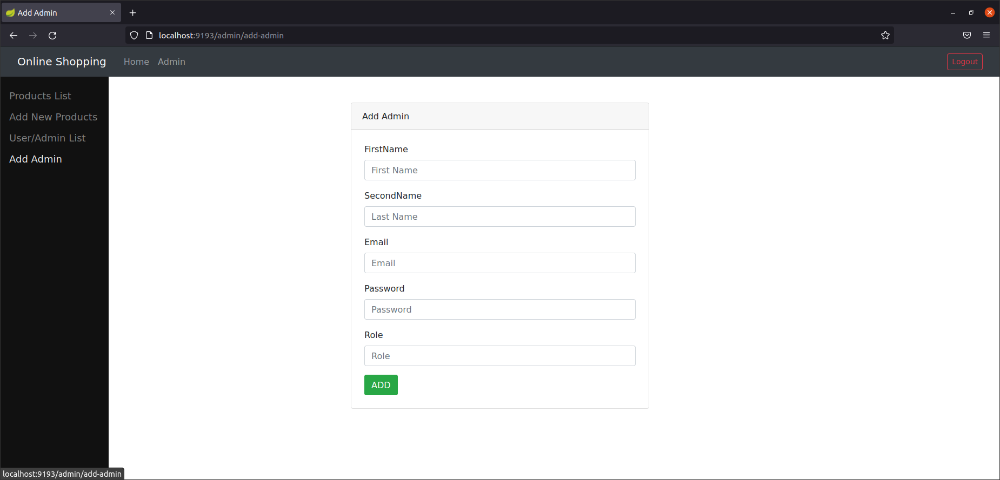 Add Admin
localhost:9193/admin/add-admin
Online Shopping Home Admin Logout
Products List
Add New Products
User/Admin List
Add Admin
Add Admin
FirstName
First Name
SecondName
Last Name
Email
Email
Password
Password
Role
Role
ADD
localhost:9193/admin/add-admin